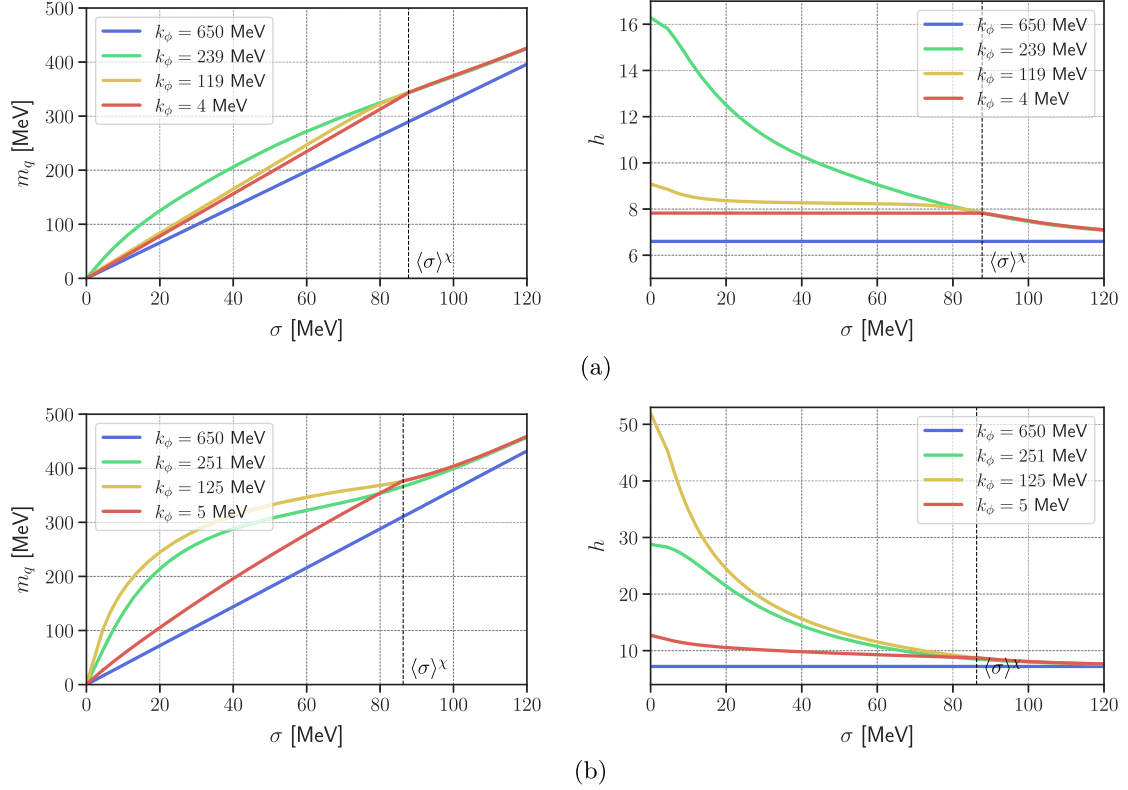 500
400
300
200
100
0
m_q [MeV]
k_ϕ = 650 MeV
k_ϕ = 239 MeV
k_ϕ = 119 MeV
k_ϕ = 4 MeV
⟨σ⟩^χ
0 20 40 60 80 100 120
σ [MeV]
16
14
12
10
8
6
h
k_ϕ = 650 MeV
k_ϕ = 239 MeV
k_ϕ = 119 MeV
k_ϕ = 4 MeV
⟨σ⟩^χ
0 20 40 60 80 100 120
σ [MeV]
(a)
500
400
300
200
100
0
m_q [MeV]
k_ϕ = 650 MeV
k_ϕ = 251 MeV
k_ϕ = 125 MeV
k_ϕ = 5 MeV
⟨σ⟩^χ
0 20 40 60 80 100 120
σ [MeV]
50
40
30
20
10
h
k_ϕ = 650 MeV
k_ϕ = 251 MeV
k_ϕ = 125 MeV
k_ϕ = 5 MeV
⟨σ⟩^χ
0 20 40 60 80 100 120
σ [MeV]
(b)